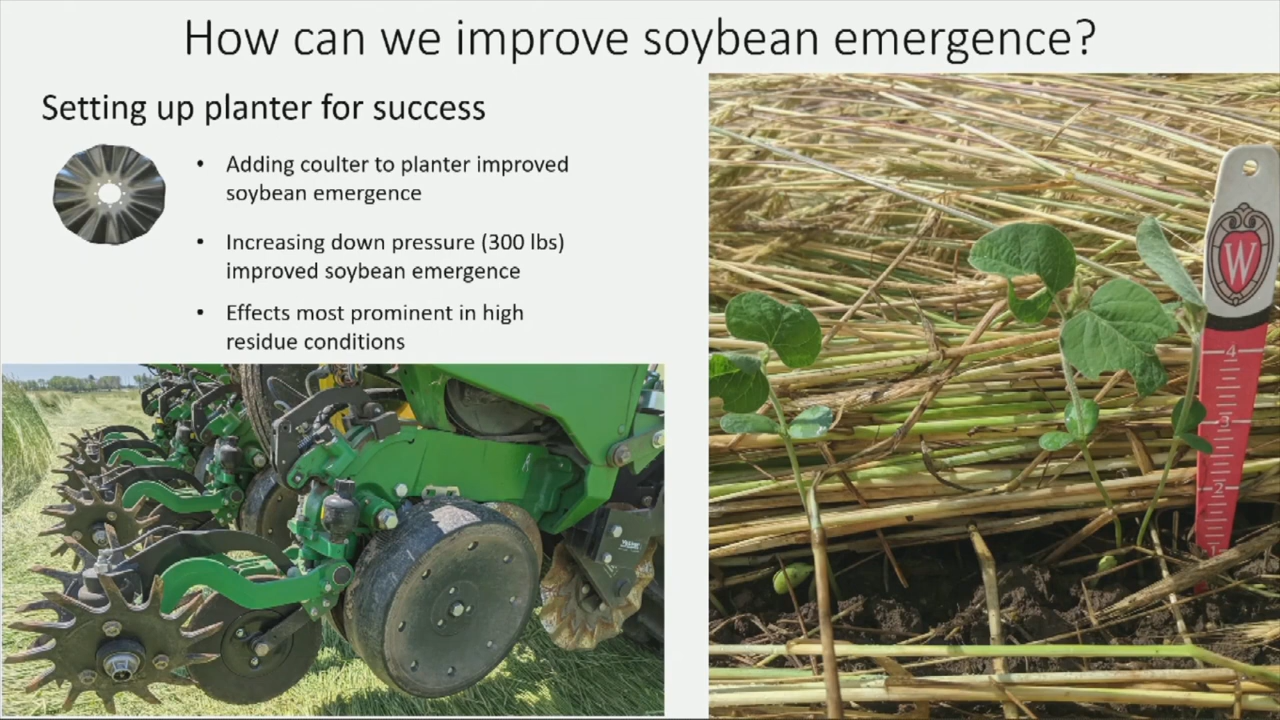 How can we improve soybean emergence?
Setting up planter for success
• Adding coulter to planter improved
soybean emergence
• Increasing down pressure (300 lbs)
improved soybean emergence
• Effects most prominent in high
residue conditions
W
4
3
2
1